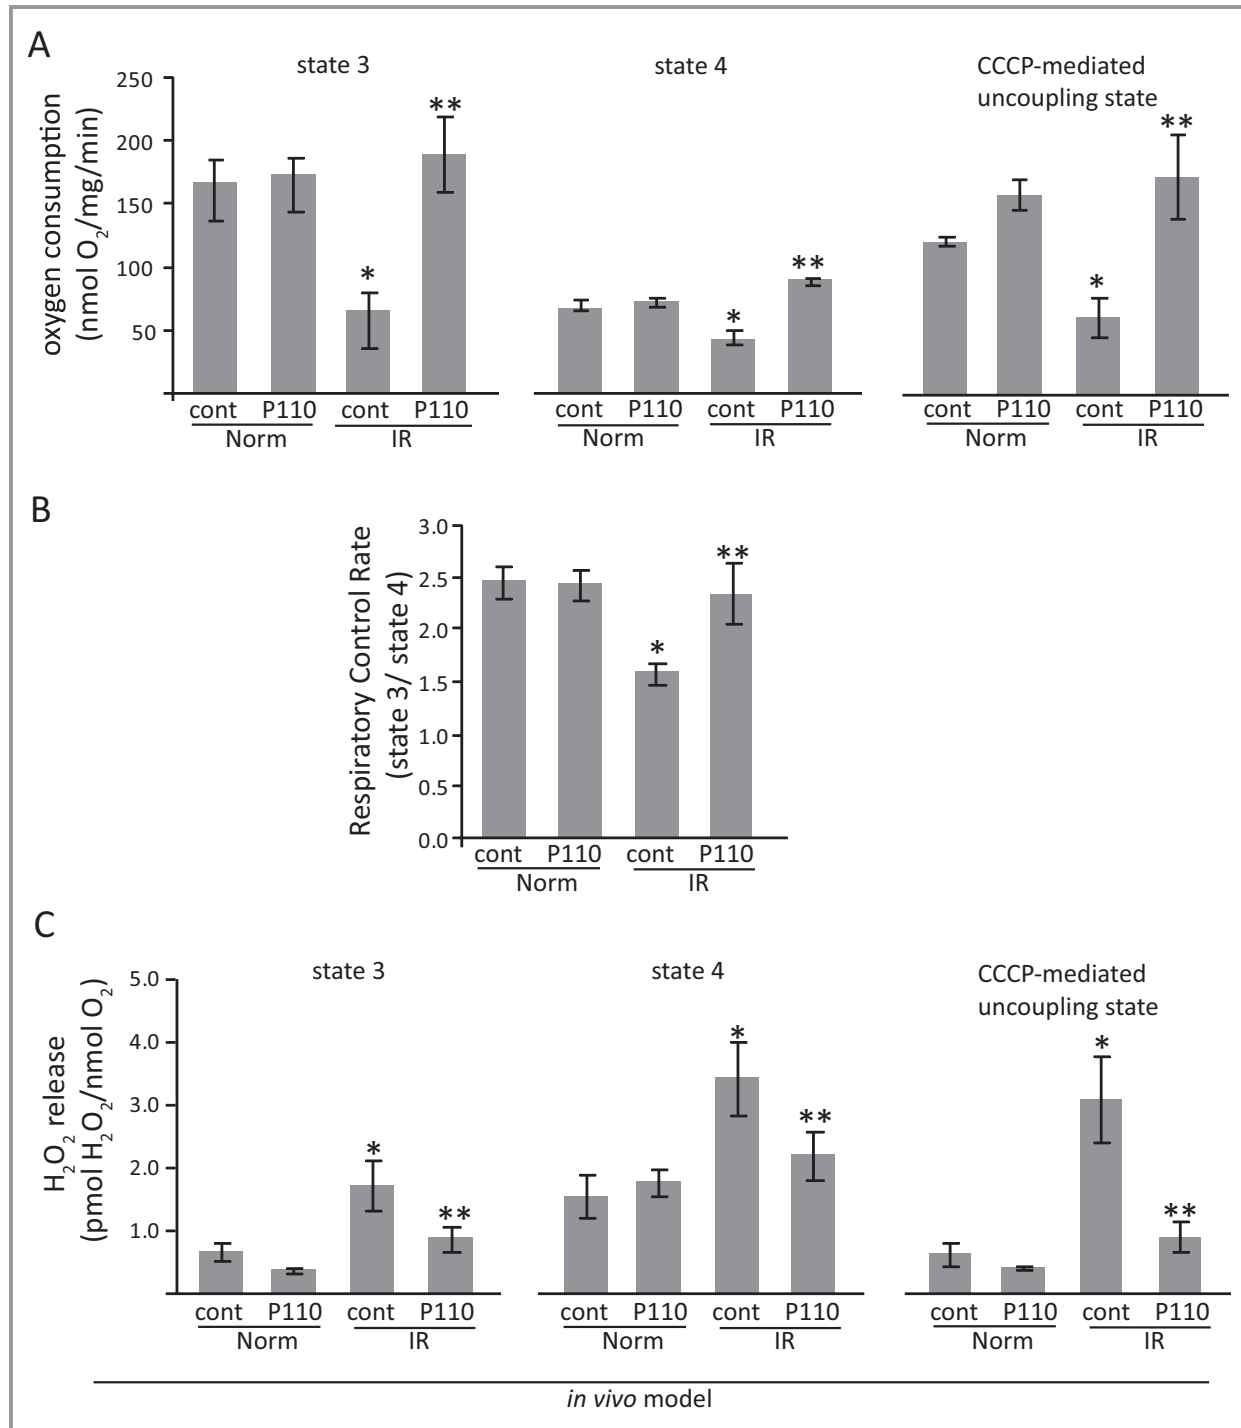 A
state 3
state 4
CCCP-mediated
uncoupling state
oxygen consumption
(nmol O₂/mg/min)
250
200
150
100
50
*
**
*
**
*
**
cont P110 cont P110
Norm IR
cont P110 cont P110
Norm IR
cont P110 cont P110
Norm IR
B
Respiratory Control Rate
(state 3/ state 4)
3.0
2.5
2.0
1.5
1.0
0.5
0.0
*
**
cont P110 cont P110
Norm IR
C
state 3
state 4
CCCP-mediated
uncoupling state
H₂O₂ release
(pmol H₂O₂/nmol O₂)
5.0
4.0
3.0
2.0
1.0
*
**
*
**
*
**
cont P110 cont P110
Norm IR
cont P110 cont P110
Norm IR
cont P110 cont P110
Norm IR
in vivo model